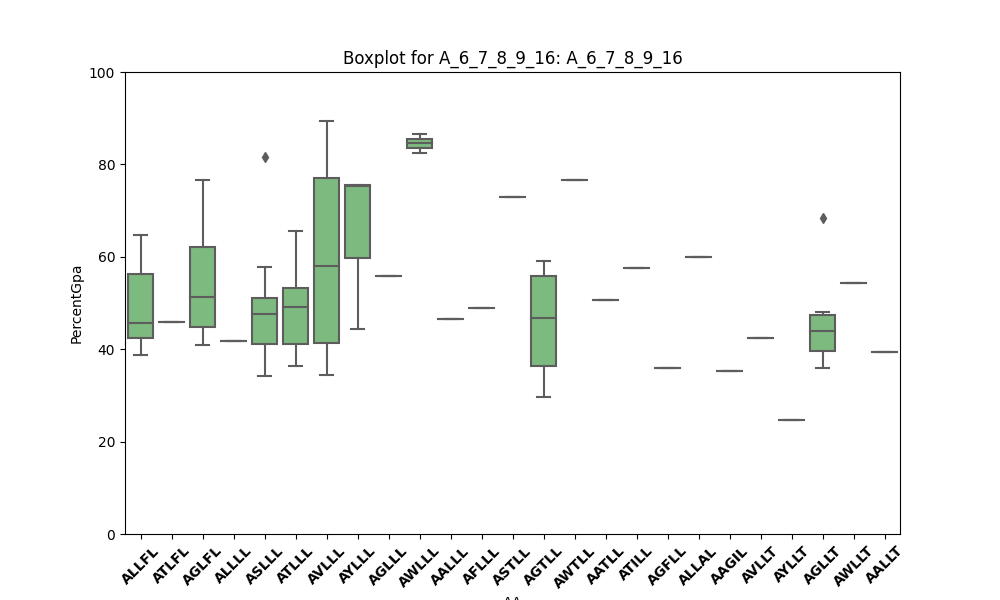 Boxplot for A_6_7_8_9_16: A_6_7_8_9_16
100
80
60
40
20
0
PercentGpa
ALLFL ATLFL AGLFL ALLLL ASLLL ATLLL AVLLL AYLLL AGLLL AWLLL AALLL AFLLL ASTLL AGTLL AWTLL AATLL ATILL AGFLL ALLAL AAGIL AVLLT AYLLT AGLLT AWLLT AALLT